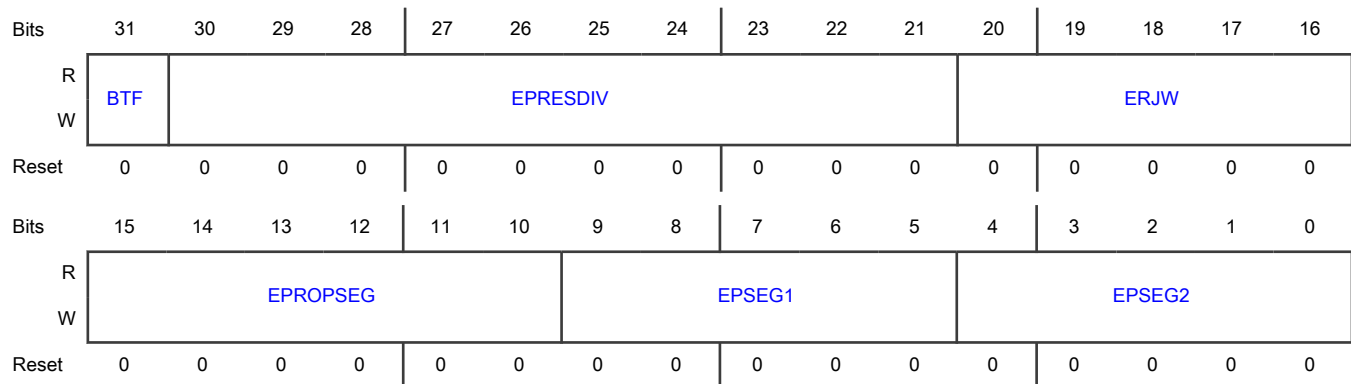 Bits 31 30 29 28 27 26 25 24 23 22 21 20 19 18 17 16
R
BTF EPRESDIV ERJW
W
Reset 0 0 0 0 0 0 0 0 0 0 0 0 0 0 0 0
Bits 15 14 13 12 11 10 9 8 7 6 5 4 3 2 1 0
R
EPROPSEG EPSEG1 EPSEG2
W
Reset 0 0 0 0 0 0 0 0 0 0 0 0 0 0 0 0